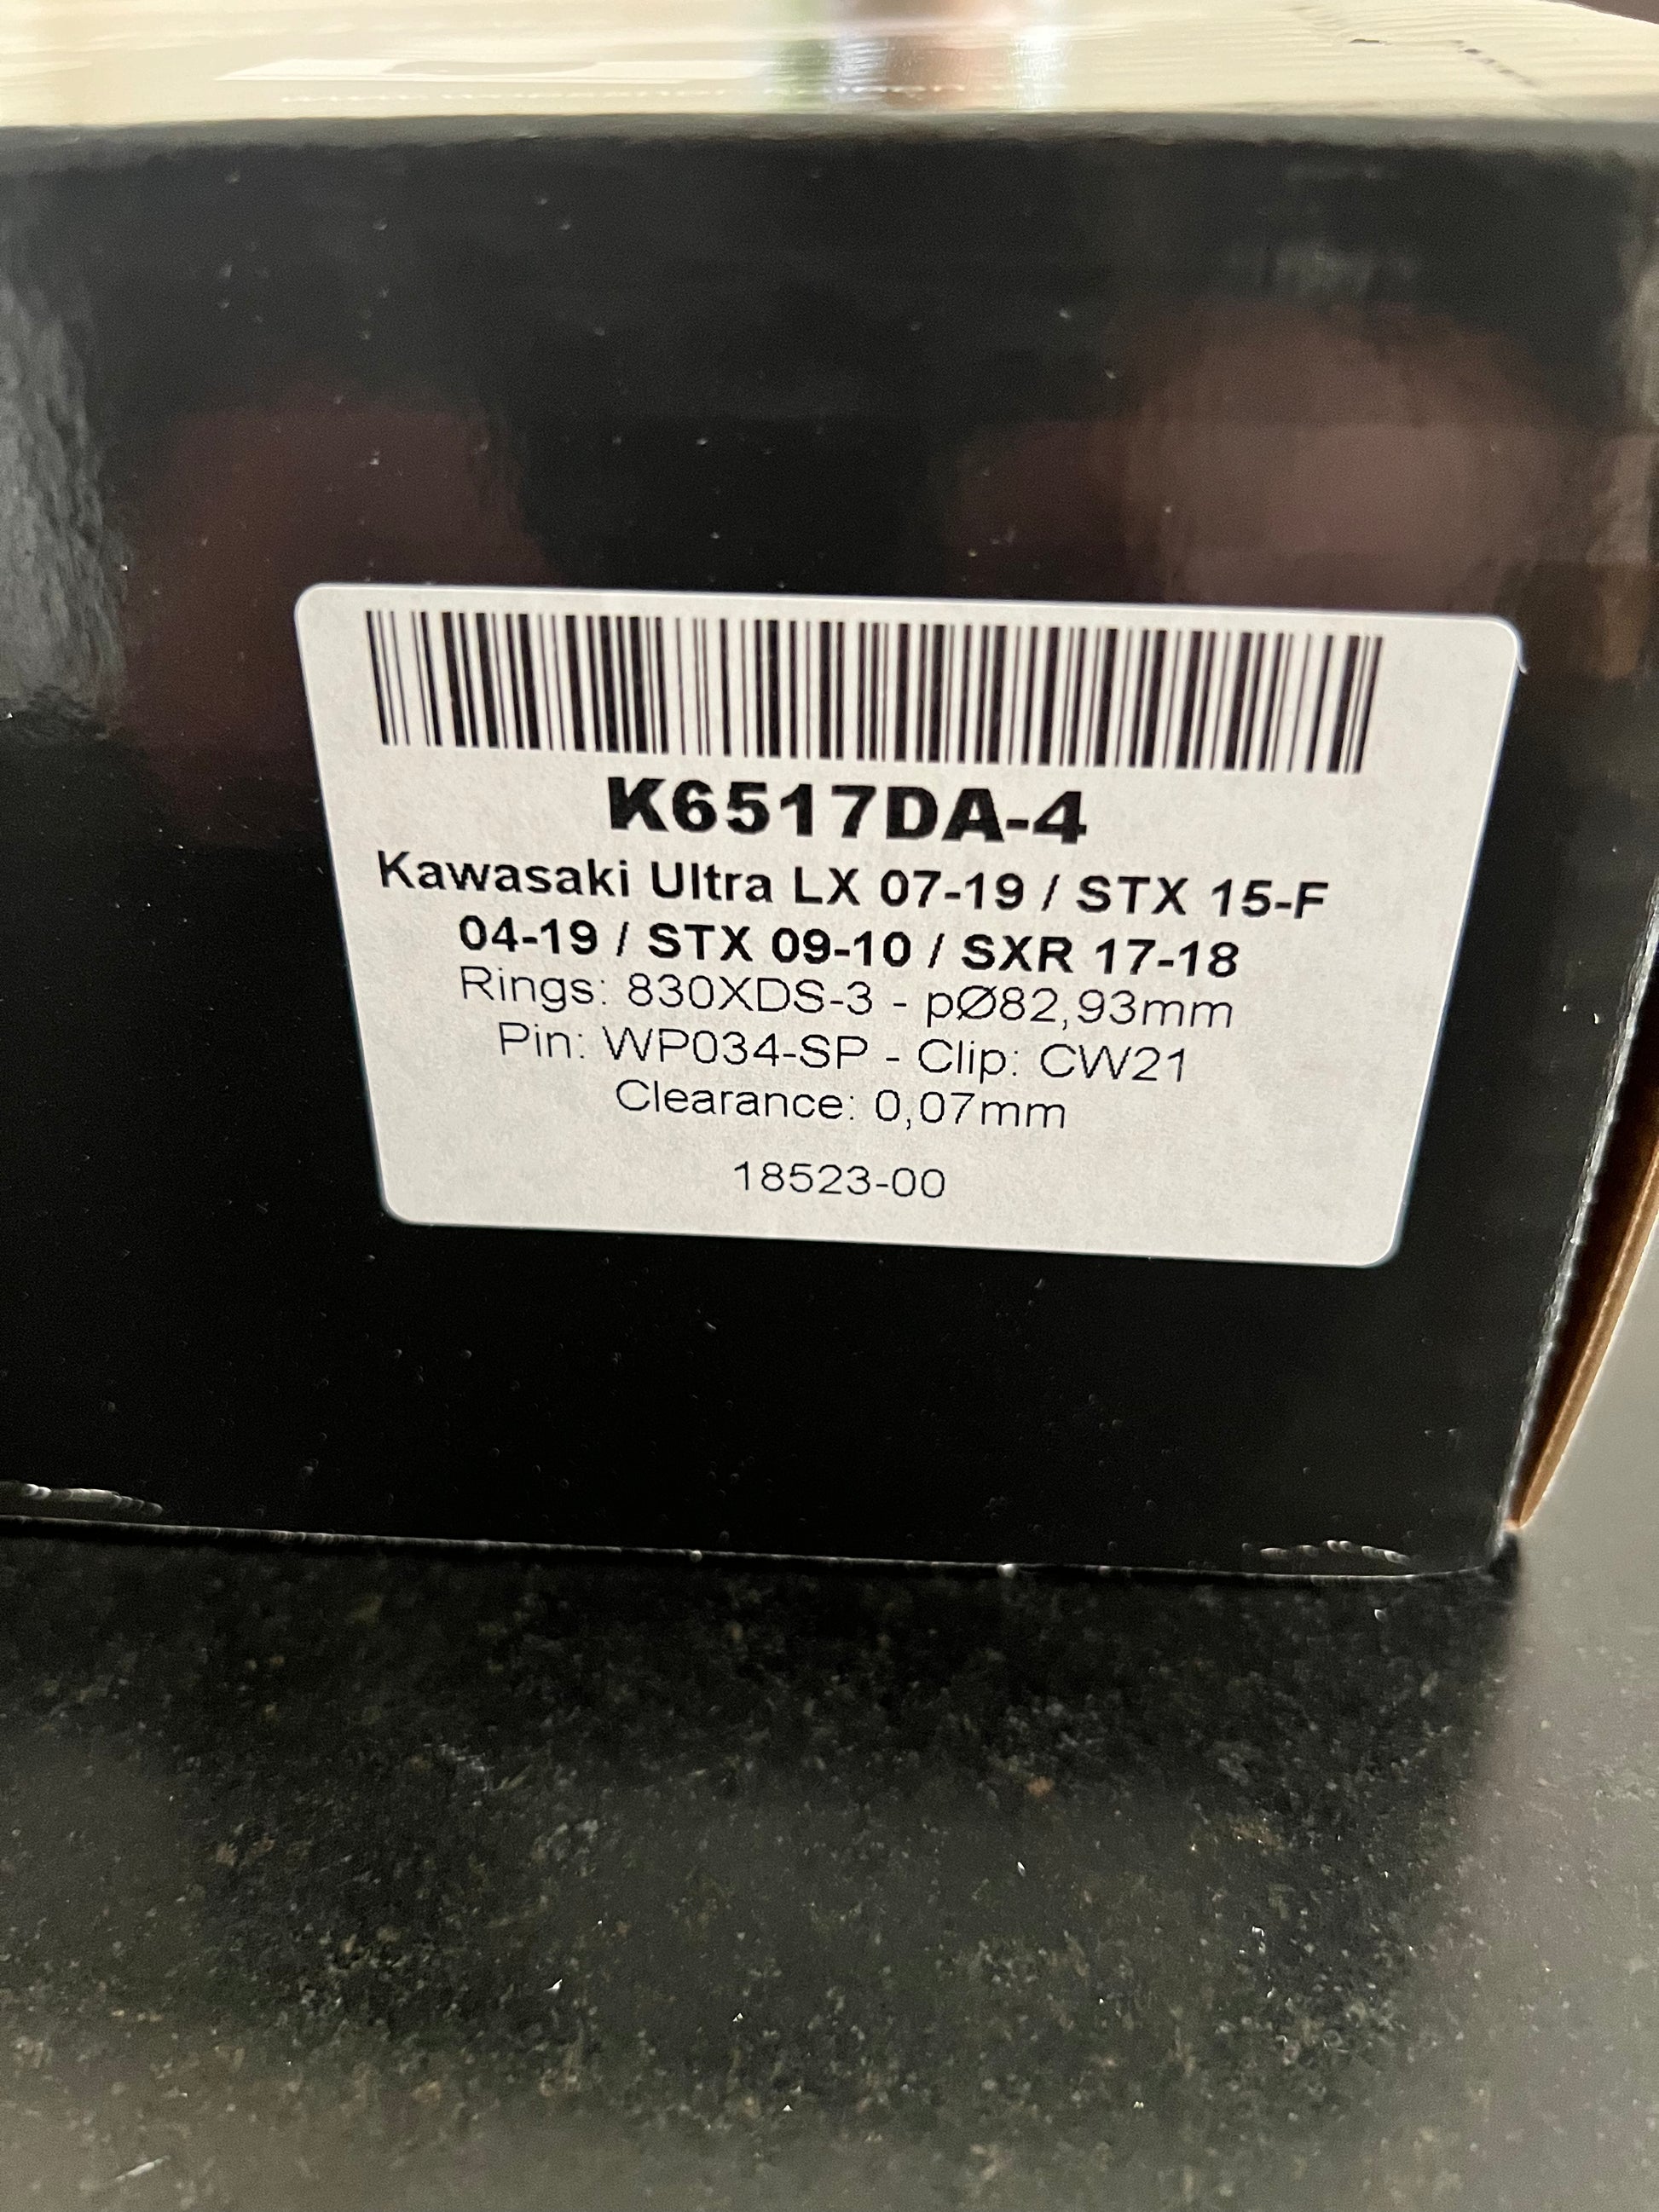 K6517DA-4
Kawasaki Ultra LX 07-19 / STX 15-F
04-19 / STX 09-10 / SXR 17-18
Rings: 830XDS-3 - pØ82,93mm
Pin: WP034-SP - Clip: CW21
Clearance: 0,07mm
18523-00